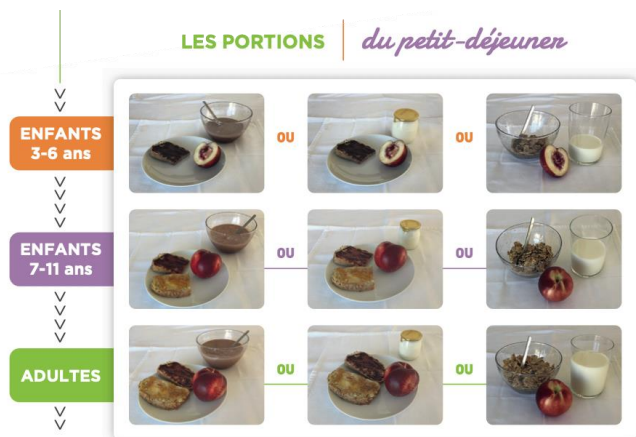 LES PORTIONS du petit-déjeuner
ENFANTS
3-6 ans
OU OU
ENFANTS
7-11 ans
OU OU
ADULTES
OU OU